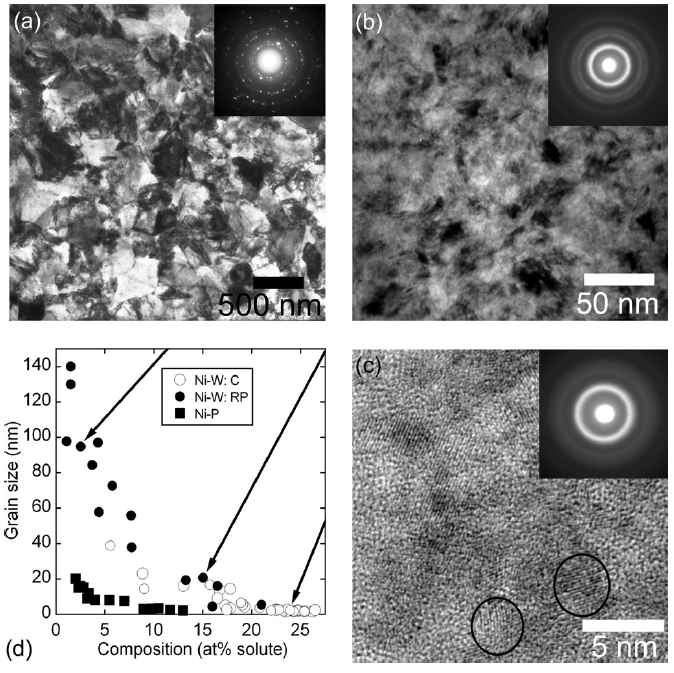 (a)
500 nm
(b)
50 nm
140
120
100
80
60
40
20
0
Grain size (nm)
Ni-W: C
Ni-W: RP
Ni-P
0 5 10 15 20 25
Composition (at% solute)
(d)
(c)
5 nm